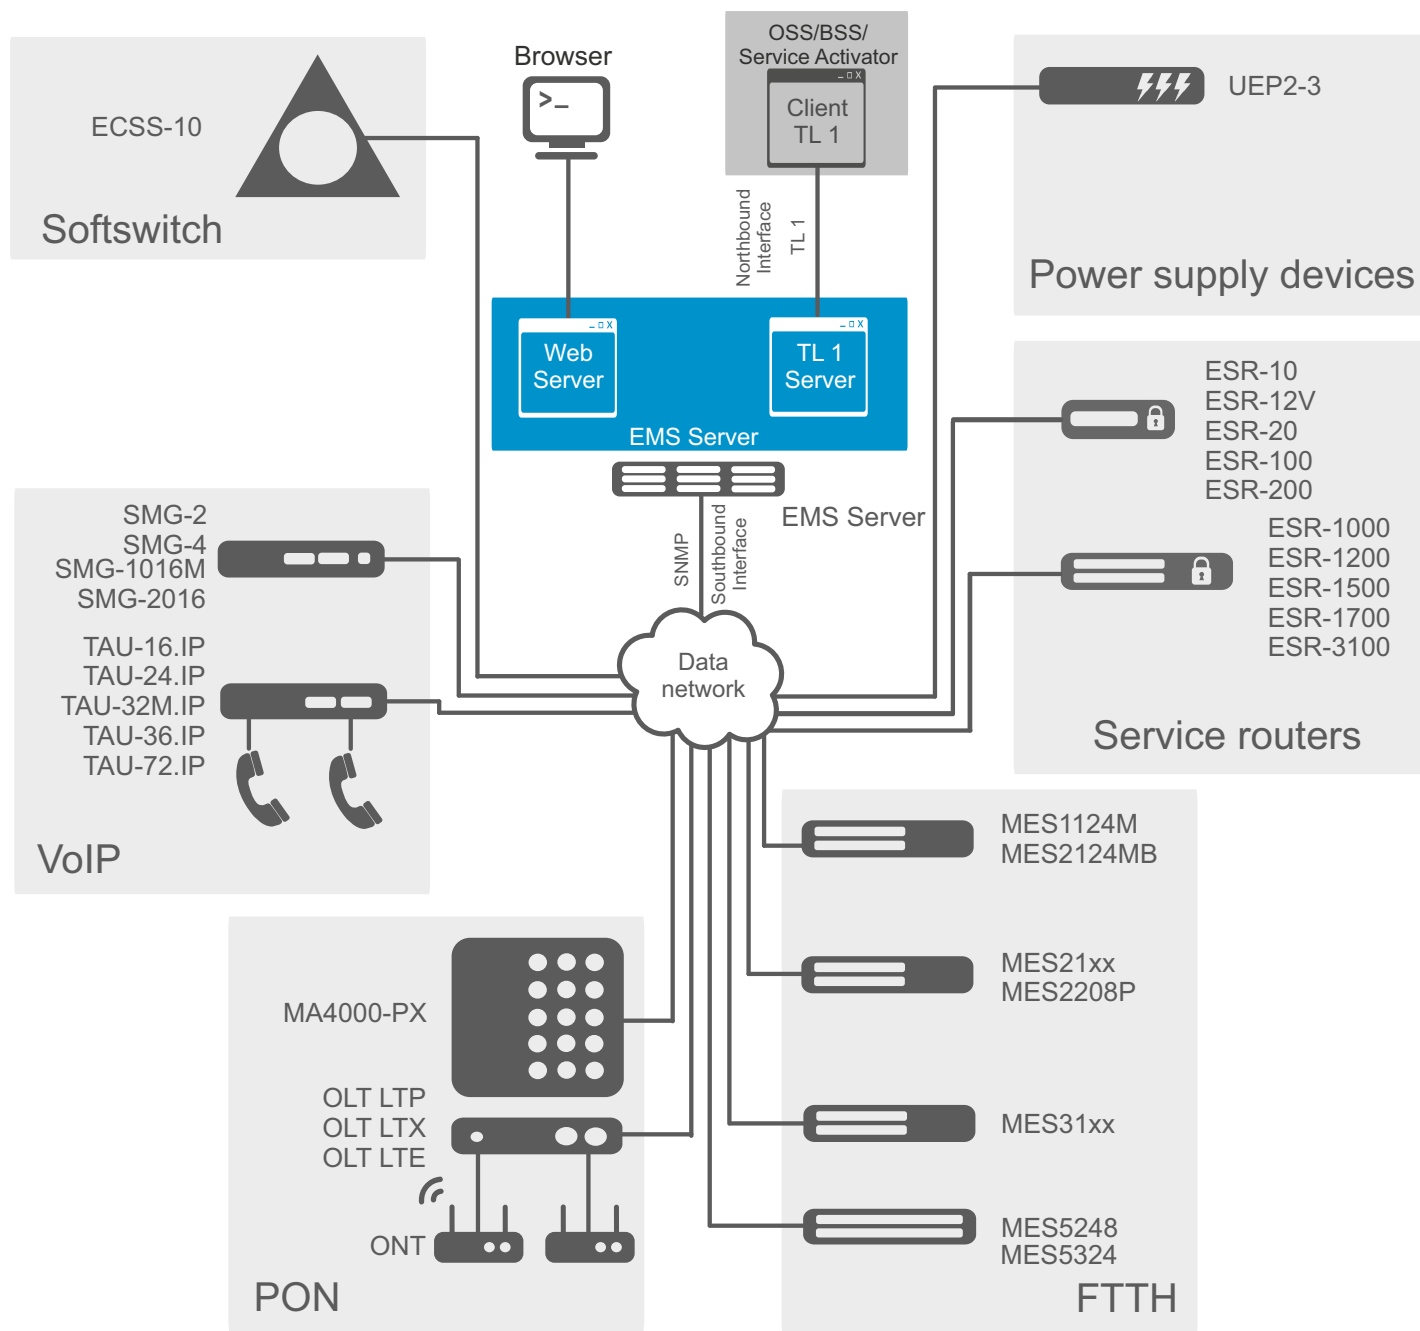 ECSS-10
Softswitch
Browser
>_
OSS/BSS/
Service Activator
Client
TL 1
Northbound
Interface
TL 1
UEP2-3
Power supply devices
Web
Server
TL 1
Server
EMS Server
EMS Server
SNMP
Southbound
Interface
ESR-10
ESR-12V
ESR-20
ESR-100
ESR-200
ESR-1000
ESR-1200
ESR-1500
ESR-1700
ESR-3100
Service routers
SMG-2
SMG-4
SMG-1016M
SMG-2016
TAU-16.IP
TAU-24.IP
TAU-32M.IP
TAU-36.IP
TAU-72.IP
VoIP
Data
network
MA4000-PX
OLT LTP
OLT LTX
OLT LTE
ONT
PON
MES1124M
MES2124MB
MES21xx
MES2208P
MES31xx
MES5248
MES5324
FTTH